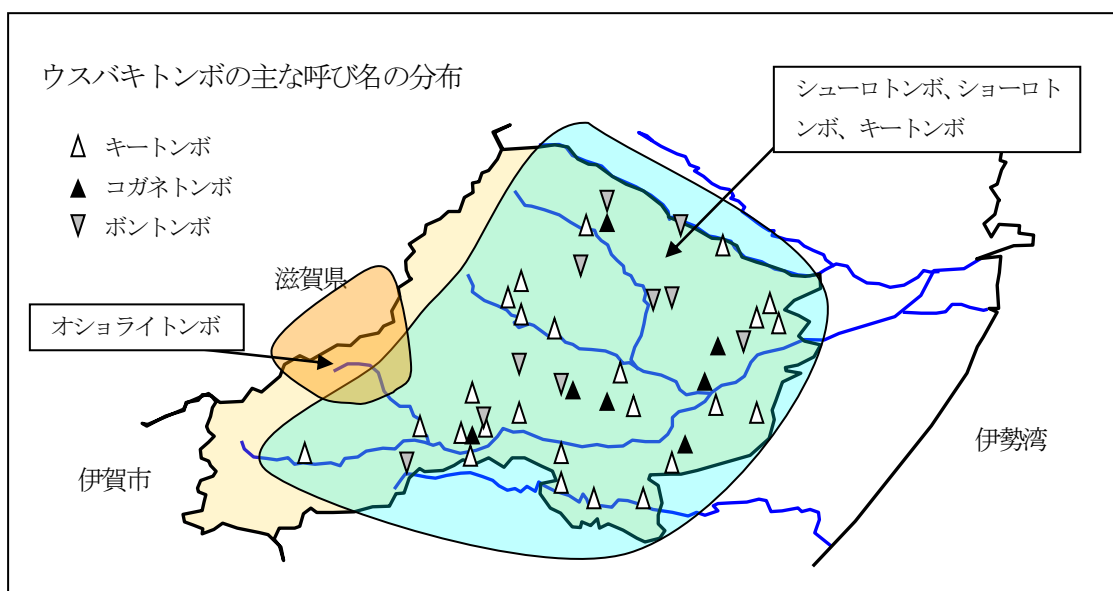 ウスバキトンボの主な呼び名の分布
シューロトンボ、ショーロト
ンボ、キートンボ
キートンボ
コガネトンボ
ボントンボ
滋賀県
オショライトンボ
伊勢湾
伊賀市